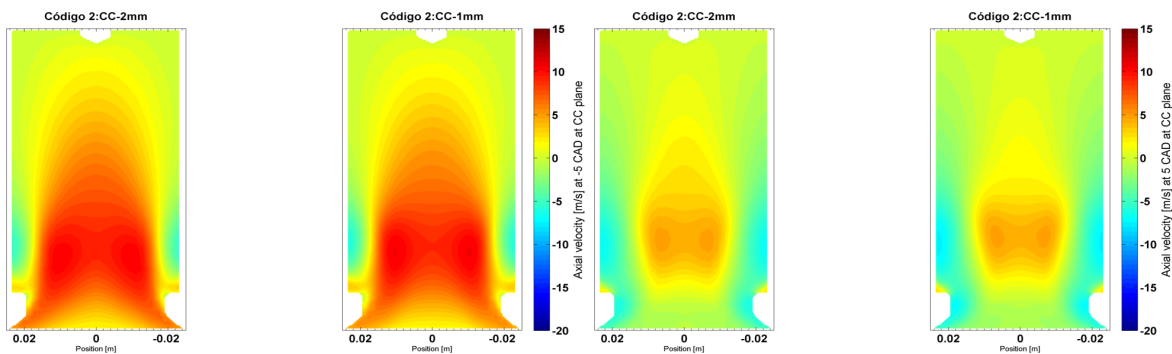 Código 2:CC-2mm
0.02 0 -0.02
Position [m]
Código 2:CC-1mm
0.02 0 -0.02
Position [m]
15
10
5
0
-5
-10
-15
-20
Axial velocity [m/s] at -5 CAD at CC plane
Código 2:CC-2mm
0.02 0 -0.02
Position [m]
Código 2:CC-1mm
0.02 0 -0.02
Position [m]
15
10
5
0
-5
-10
-15
-20
Axial velocity [m/s] at 5 CAD at CC plane